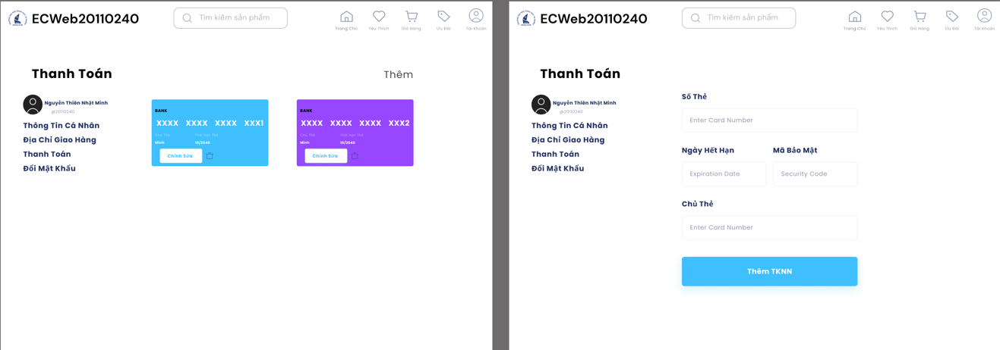 ECWeb20110240
Tìm kiếm sản phẩm
Trang Chủ
Yêu Thích
Giỏ Hàng
Ưu Đãi
Tài Khoản
Thanh Toán
Thêm
Nguyễn Thiên Nhật Minh
@20110240
Thông Tin Cá Nhân
Địa Chỉ Giao Hàng
Thanh Toán
Đổi Mật Khẩu
BANK
XXXX XXXX XXXX XXX1
Chủ Thẻ Thời Hạn Thẻ
Minh 10/2040
Chỉnh Sửa
BANK
XXXX XXXX XXXX XXX2
Chủ Thẻ Thời Hạn Thẻ
Minh 10/2040
Chỉnh Sửa
ECWeb20110240
Tìm kiếm sản phẩm
Trang Chủ
Yêu Thích
Giỏ Hàng
Ưu Đãi
Tài Khoản
Thanh Toán
Nguyễn Thiên Nhật Minh
@20110240
Thông Tin Cá Nhân
Địa Chỉ Giao Hàng
Thanh Toán
Đổi Mật Khẩu
Số Thẻ
Enter Card Number
Ngày Hết Hạn
Mã Bảo Mật
Expiration Date
Security Code
Chủ Thẻ
Enter Card Number
Thêm TKNN